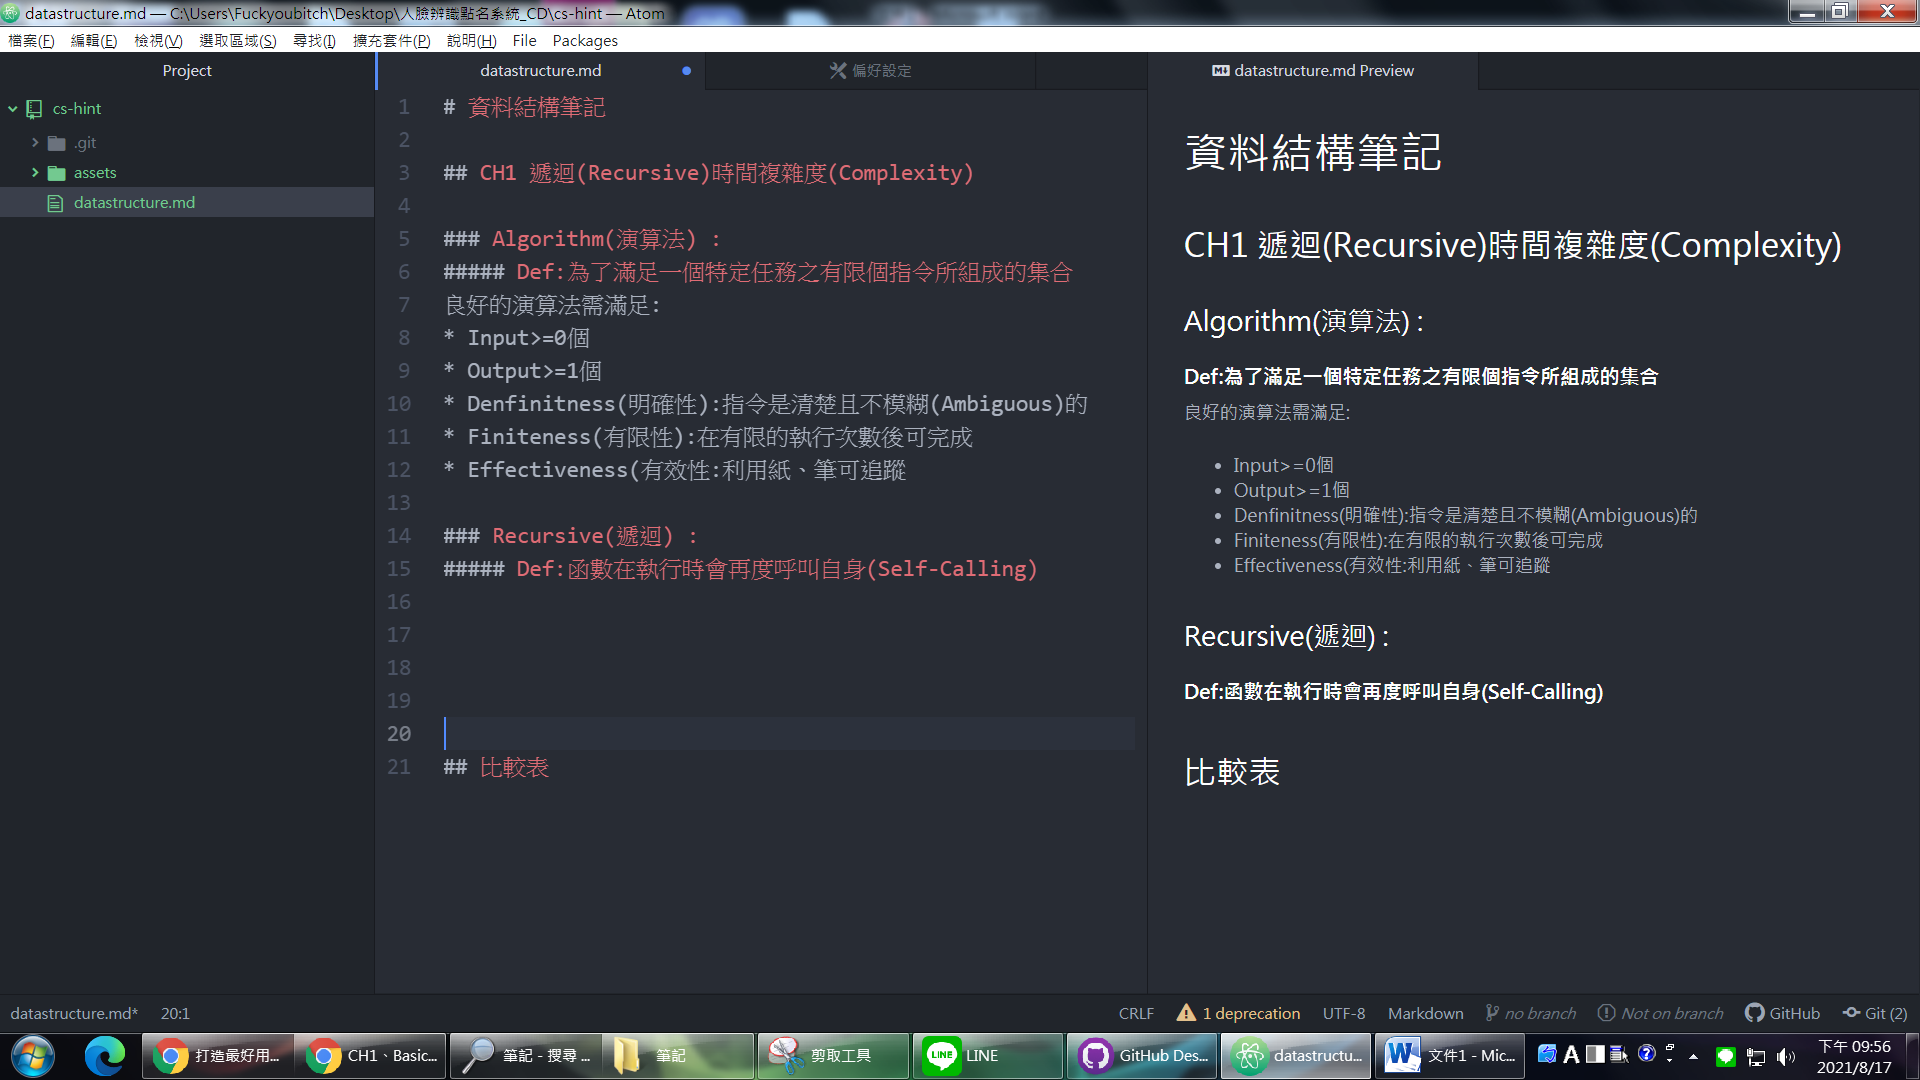 datastructure.md — C:\Users\Fuckyoubitch\Desktop\人臉辨識點名系統_CD\cs-hint — Atom
檔案(F) 編輯(E) 檢視(V) 選取區域(S) 尋找(I) 擴充套件(P) 說明(H) File Packages
Project
datastructure.md
偏好設定
datastructure.md Preview
cs-hint
.git
assets
datastructure.md
1 # 資料結構筆記
2
3 ## CH1 遞迴(Recursive)時間複雜度(Complexity)
4
5 ### Algorithm(演算法) :
6 ##### Def:為了滿足一個特定任務之有限個指令所組成的集合
7 良好的演算法需滿足:
8 * Input>=0個
9 * Output>=1個
10 * Denfinitness(明確性):指令是清楚且不模糊(Ambiguous)的
11 * Finiteness(有限性):在有限的執行次數後可完成
12 * Effectiveness(有效性:利用紙、筆可追蹤
13
14 ### Recursive(遞迴) :
15 ##### Def:函數在執行時會再度呼叫自身(Self-Calling)
16
17
18
19
20
21 ## 比較表
資料結構筆記
CH1 遞迴(Recursive)時間複雜度(Complexity)
Algorithm(演算法) :
Def:為了滿足一個特定任務之有限個指令所組成的集合
良好的演算法需滿足:
• Input>=0個
• Output>=1個
• Denfinitness(明確性):指令是清楚且不模糊(Ambiguous)的
• Finiteness(有限性):在有限的執行次數後可完成
• Effectiveness(有效性:利用紙、筆可追蹤
Recursive(遞迴) :
Def:函數在執行時會再度呼叫自身(Self-Calling)
比較表
datastructure.md* 20:1
CRLF 1 deprecation UTF-8 Markdown no branch Not on branch GitHub Git (2)
打造最好用... CH1、Basic... 筆記 - 搜尋 ... 筆記 剪取工具 LINE GitHub Des... datastructu... 文件1 - Mic... A
下午 09:56
2021/8/17